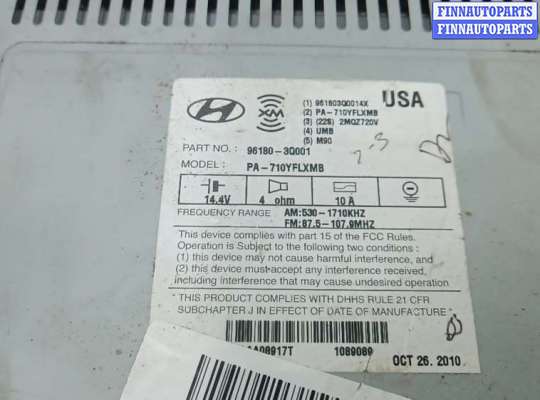 FINNAUTOPARTS
FINNAUTOPARTS
FINNAUTOPARTS
XM
(1) 961803Q0014X
(2) PA-710YFLXMB
(3) (22S) 2MQZ720V
(4) UMB
(5) M90
USA
PART NO.: 96180-3Q001
MODEL: PA-710YFLXMB
14.4V 4 ohm 10 A
FREQUENCY RANGE AM:530-1710KHZ
FM:87.5-107.9MHZ
This device complies with part 15 of the FCC Rules.
Operation is Subject to the following two conditions:
(1) this device may not cause harmful interference, and
(2) this device must accept any interference received,
including interference that may cause undesired operation
"THIS PRODUCT COMPLIES WITH DHHS RULE 21 CFR
SUBCHAPTER J IN EFFECT OF DATE OF MANUFACTURE."
1089089
OCT 26. 2010